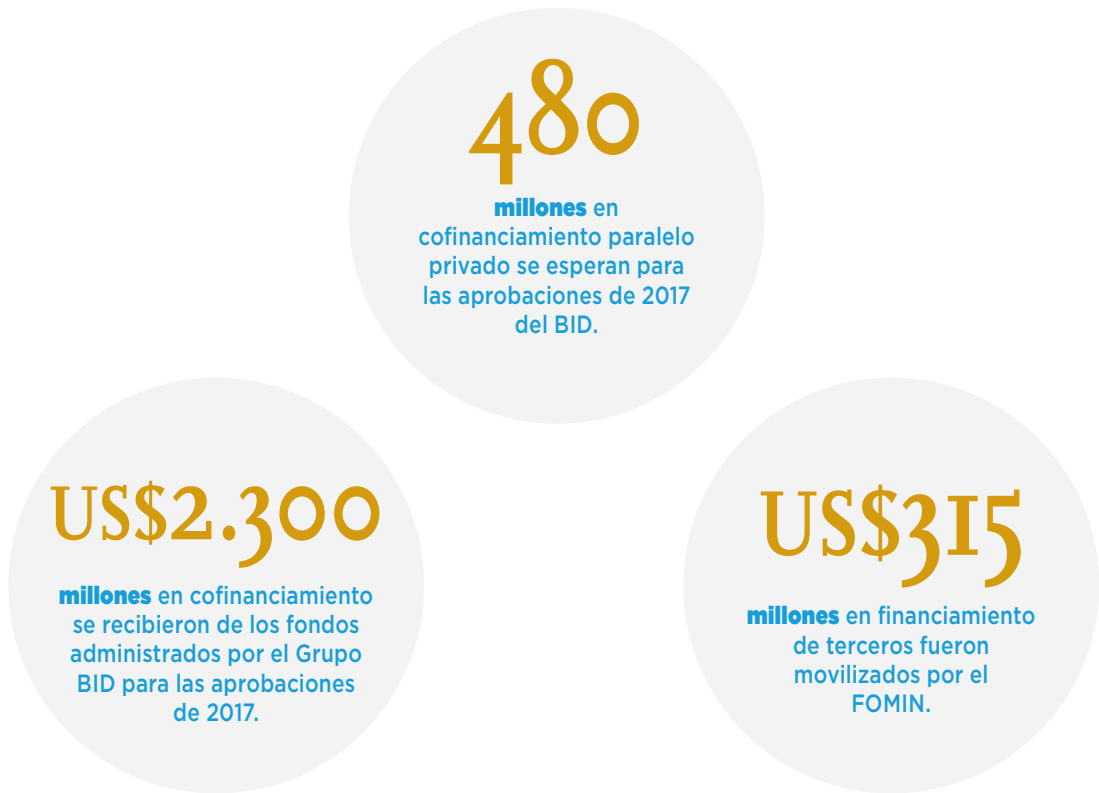 480
millones en
cofinanciamiento paralelo
privado se esperan para
las aprobaciones de 2017
del BID.
US$2.300
millones en cofinanciamiento
se recibieron de los fondos
administrados por el Grupo
BID para las aprobaciones
de 2017.
US$315
millones en financiamiento
de terceros fueron
movilizados por el
FOMIN.